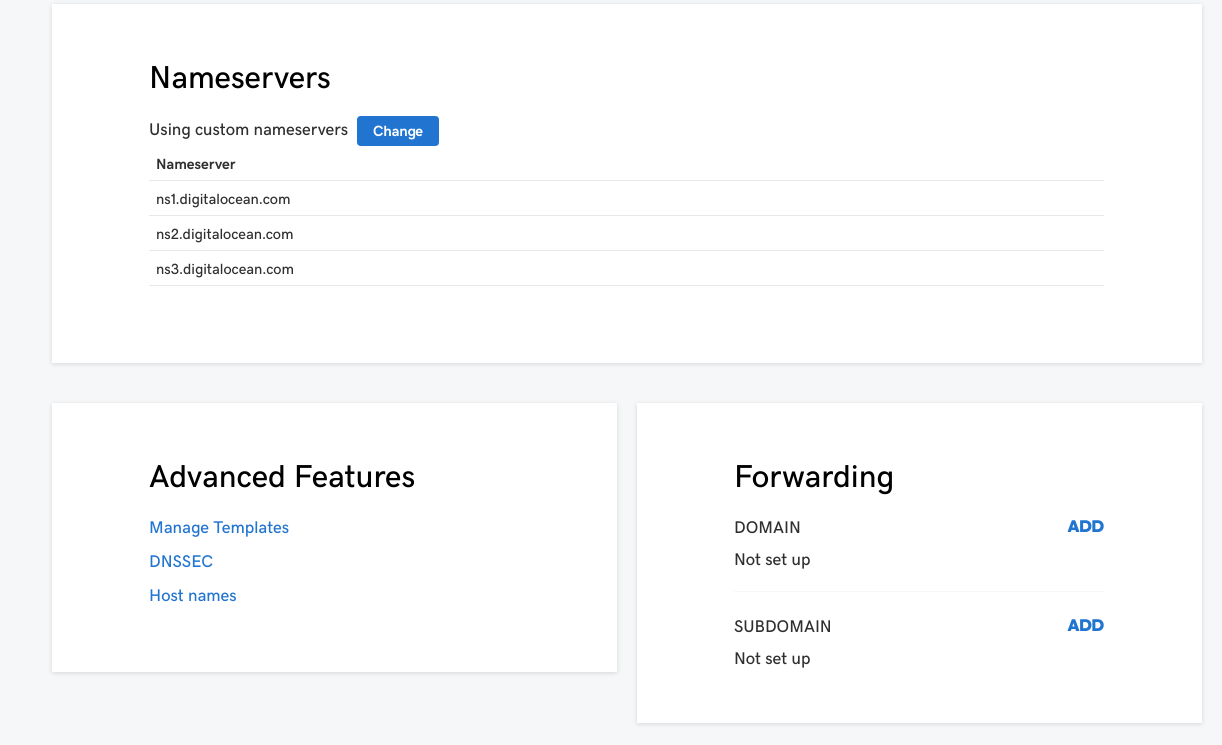 Nameservers
Using custom nameservers Change
Nameserver
ns1.digitalocean.com
ns2.digitalocean.com
ns3.digitalocean.com
Advanced Features
Manage Templates
DNSSEC
Host names
Forwarding
DOMAIN ADD
Not set up
SUBDOMAIN ADD
Not set up